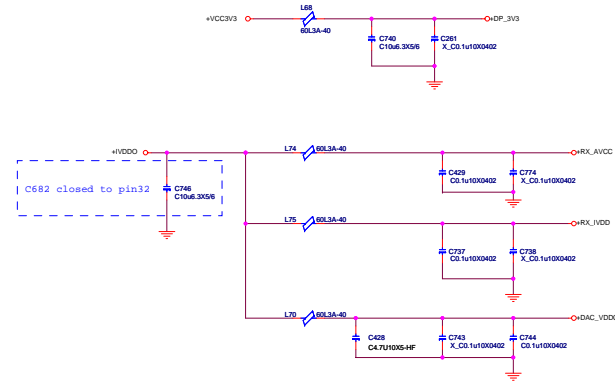 L68
+VCC3V3
+DP_3V3
60L3A-40
C740
C10u6.3X5/6
C261
X_C0.1u10X0402
+IVDDO
L74
60L3A-40
+RX_AVCC
C682 closed to pin32
C746
C10u6.3X5/6
C429
C0.1u10X0402
C774
X_C0.1u10X0402
L75
60L3A-40
+RX_IVDD
C737
C0.1u10X0402
C738
X_C0.1u10X0402
L70
60L3A-40
+DAC_VDDO
C428
C4.7U10X5-HF
C743
X_C0.1u10X0402
C744
C0.1u10X0402